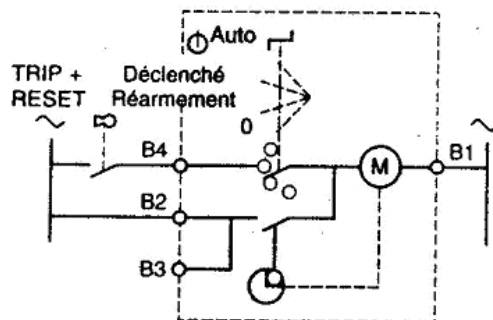 Auto
TRIP +
RESET
Déclenché
Réarmement
0
B4
M
B1
B2
B3